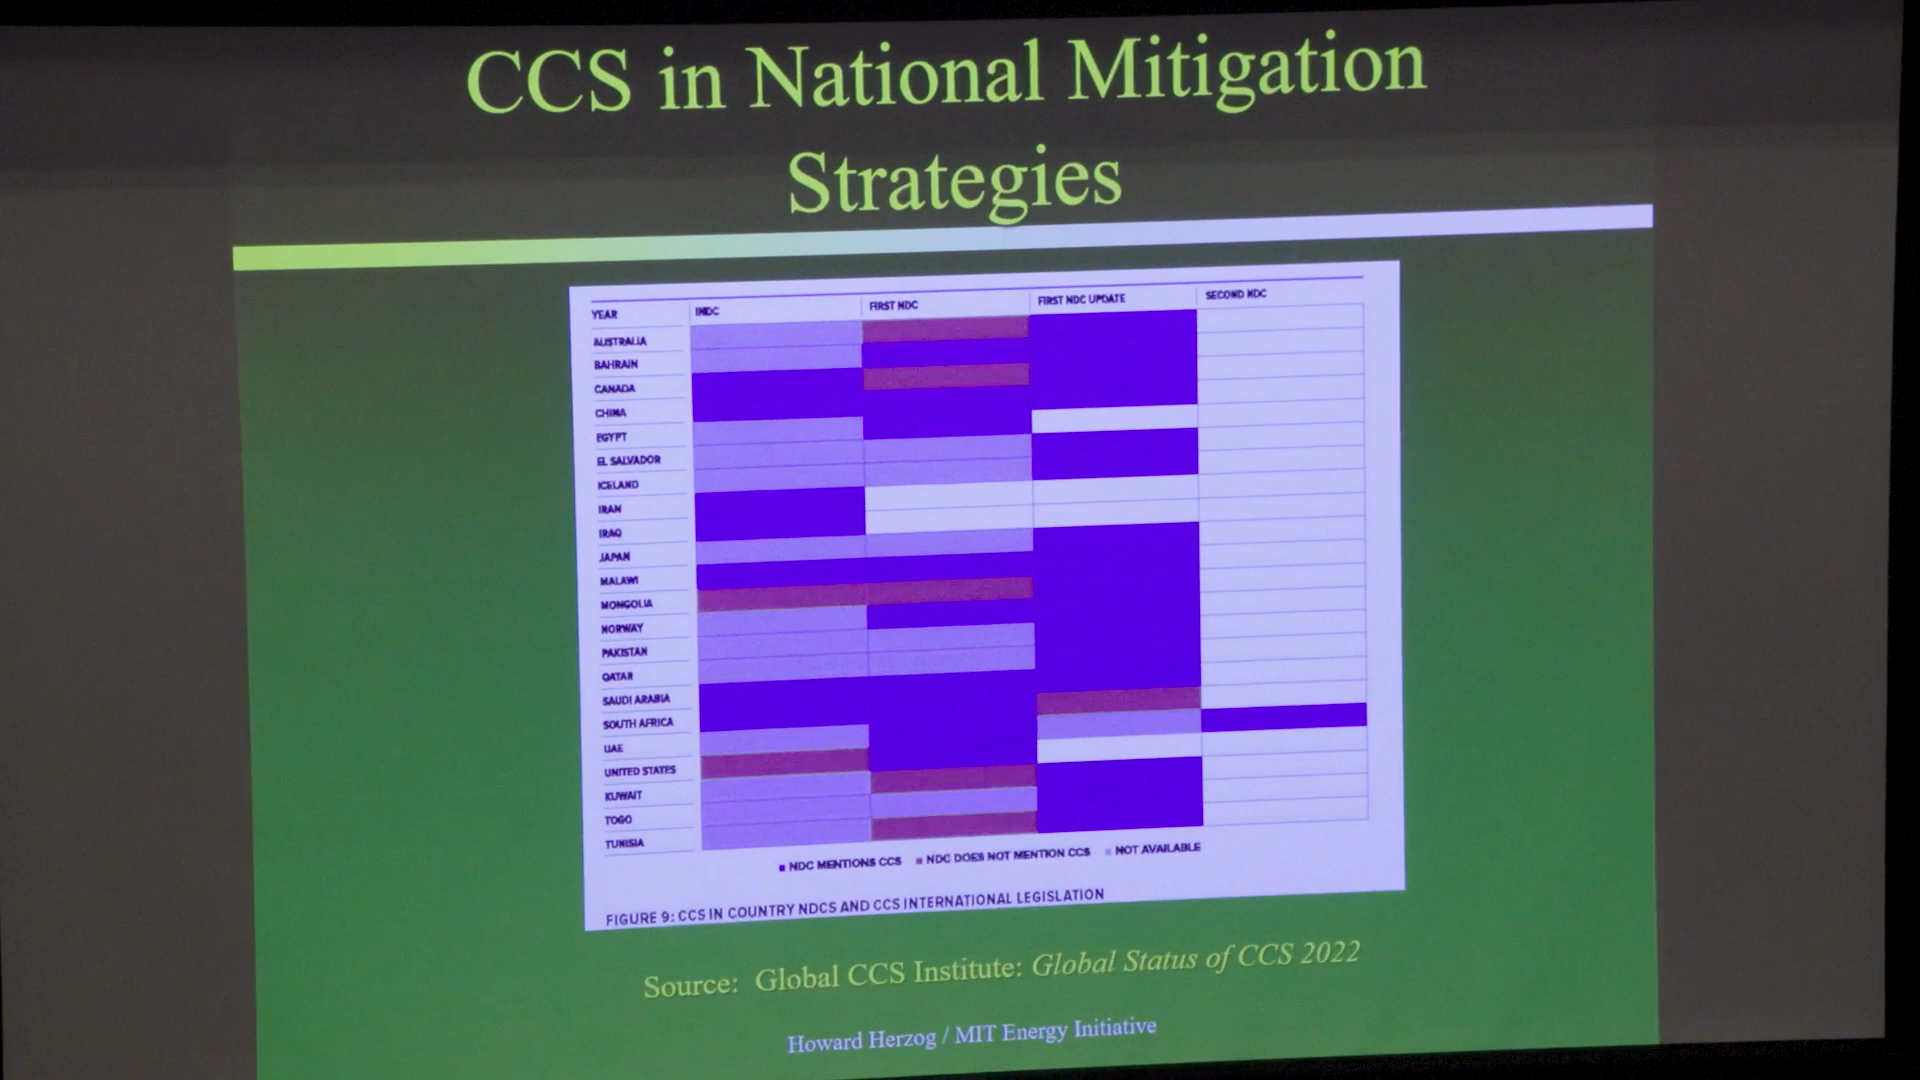 CCS in National Mitigation
Strategies
YEAR INDC FIRST NDC FIRST NDC UPDATE SECOND NDC
AUSTRALIA
BAHRAIN
CANADA
CHINA
EGYPT
EL SALVADOR
ICELAND
IRAN
IRAQ
JAPAN
MALAWI
MONGOLIA
NORWAY
PAKISTAN
QATAR
SAUDI ARABIA
SOUTH AFRICA
UAE
UNITED STATES
KUWAIT
TOGO
TUNISIA
NDC MENTIONS CCS NDC DOES NOT MENTION CCS NOT AVAILABLE
FIGURE 9: CCS IN COUNTRY NDCS AND CCS INTERNATIONAL LEGISLATION
Source: Global CCS Institute: Global Status of CCS 2022
Howard Herzog / MIT Energy Initiative